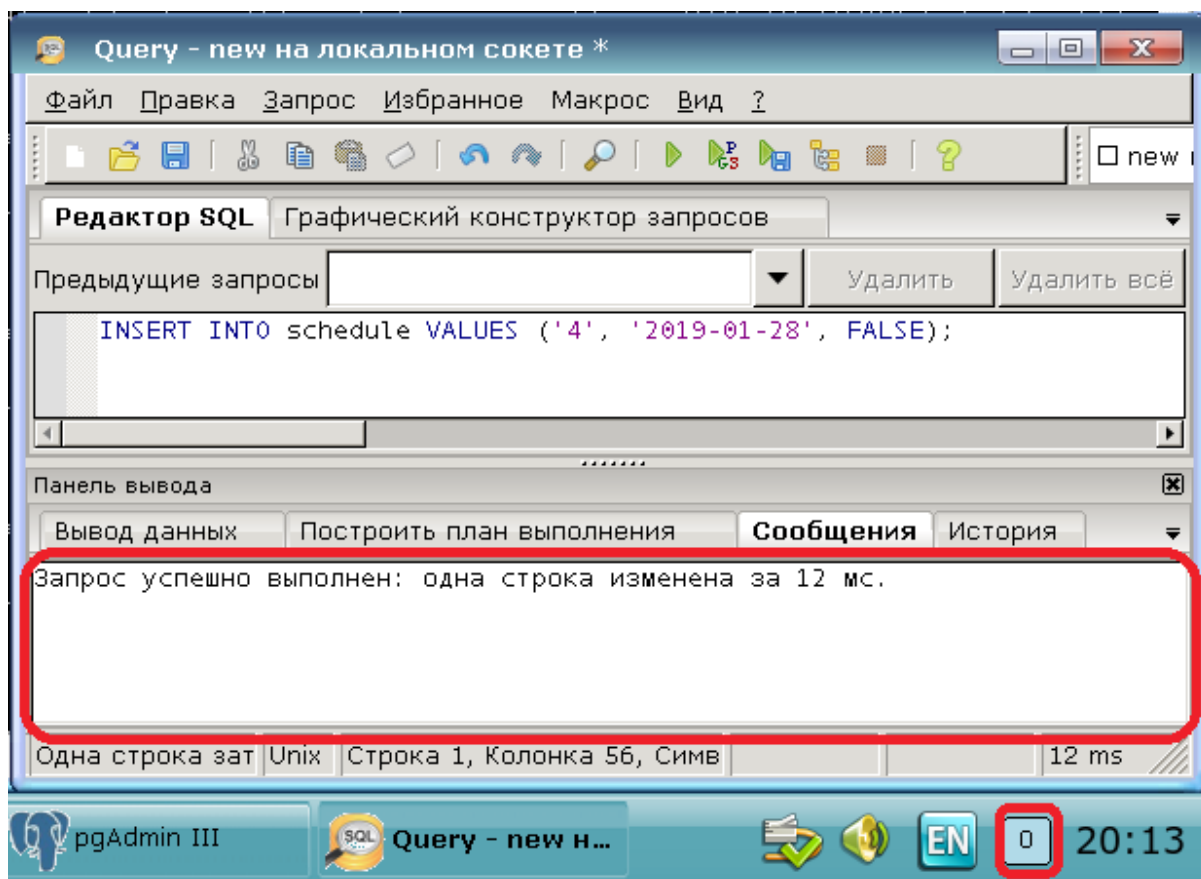 Query - new на локальном сокете *
Файл Правка Запрос Избранное Макрос Вид ?
new
Редактор SQL Графический конструктор запросов
Предыдущие запросы Удалить Удалить всё
INSERT INTO schedule VALUES ('4', '2019-01-28', FALSE);
Панель вывода
Вывод данных Построить план выполнения Сообщения История
Запрос успешно выполнен: одна строка изменена за 12 мс.
Одна строка зат Unix Строка 1, Колонка 56, Симв 12 ms
pgAdmin III SQL Query - new н... EN 0 20:13